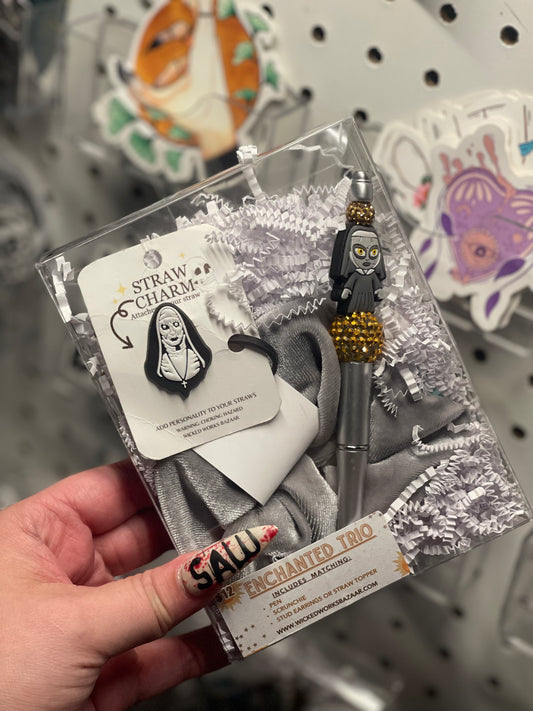 STRAW
CHARM
Attaches your straw
ADD PERSONALITY TO YOUR STRAWS
WARNING: CHOKING HAZARD
WICKED WORKS BAZAAR
SAW
12
ENCHANTED TRIO
INCLUDES MATCHING:
PEN
SCRUNCHIE
STUD EARRINGS OR STRAW TOPPER
WWW.WICKEDWORKSBAZAAR.COM